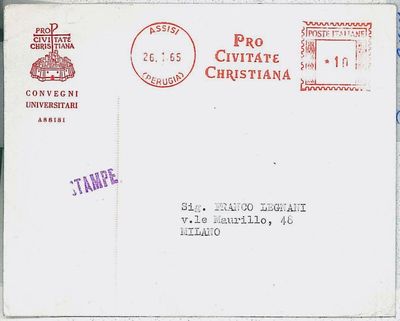 PRO
CIVITATE
CHRISTIANA
CONVEGNI
UNIVERSITARI
ASSISI
ASSISI
26.1.65
(PERUGIA)
PRO
CIVITATE
CHRISTIANA
POSTE ITALIANE
*10
STAMPE
Sig. FRANCO LEGNANI
v.le Maurillo, 48
MILANO